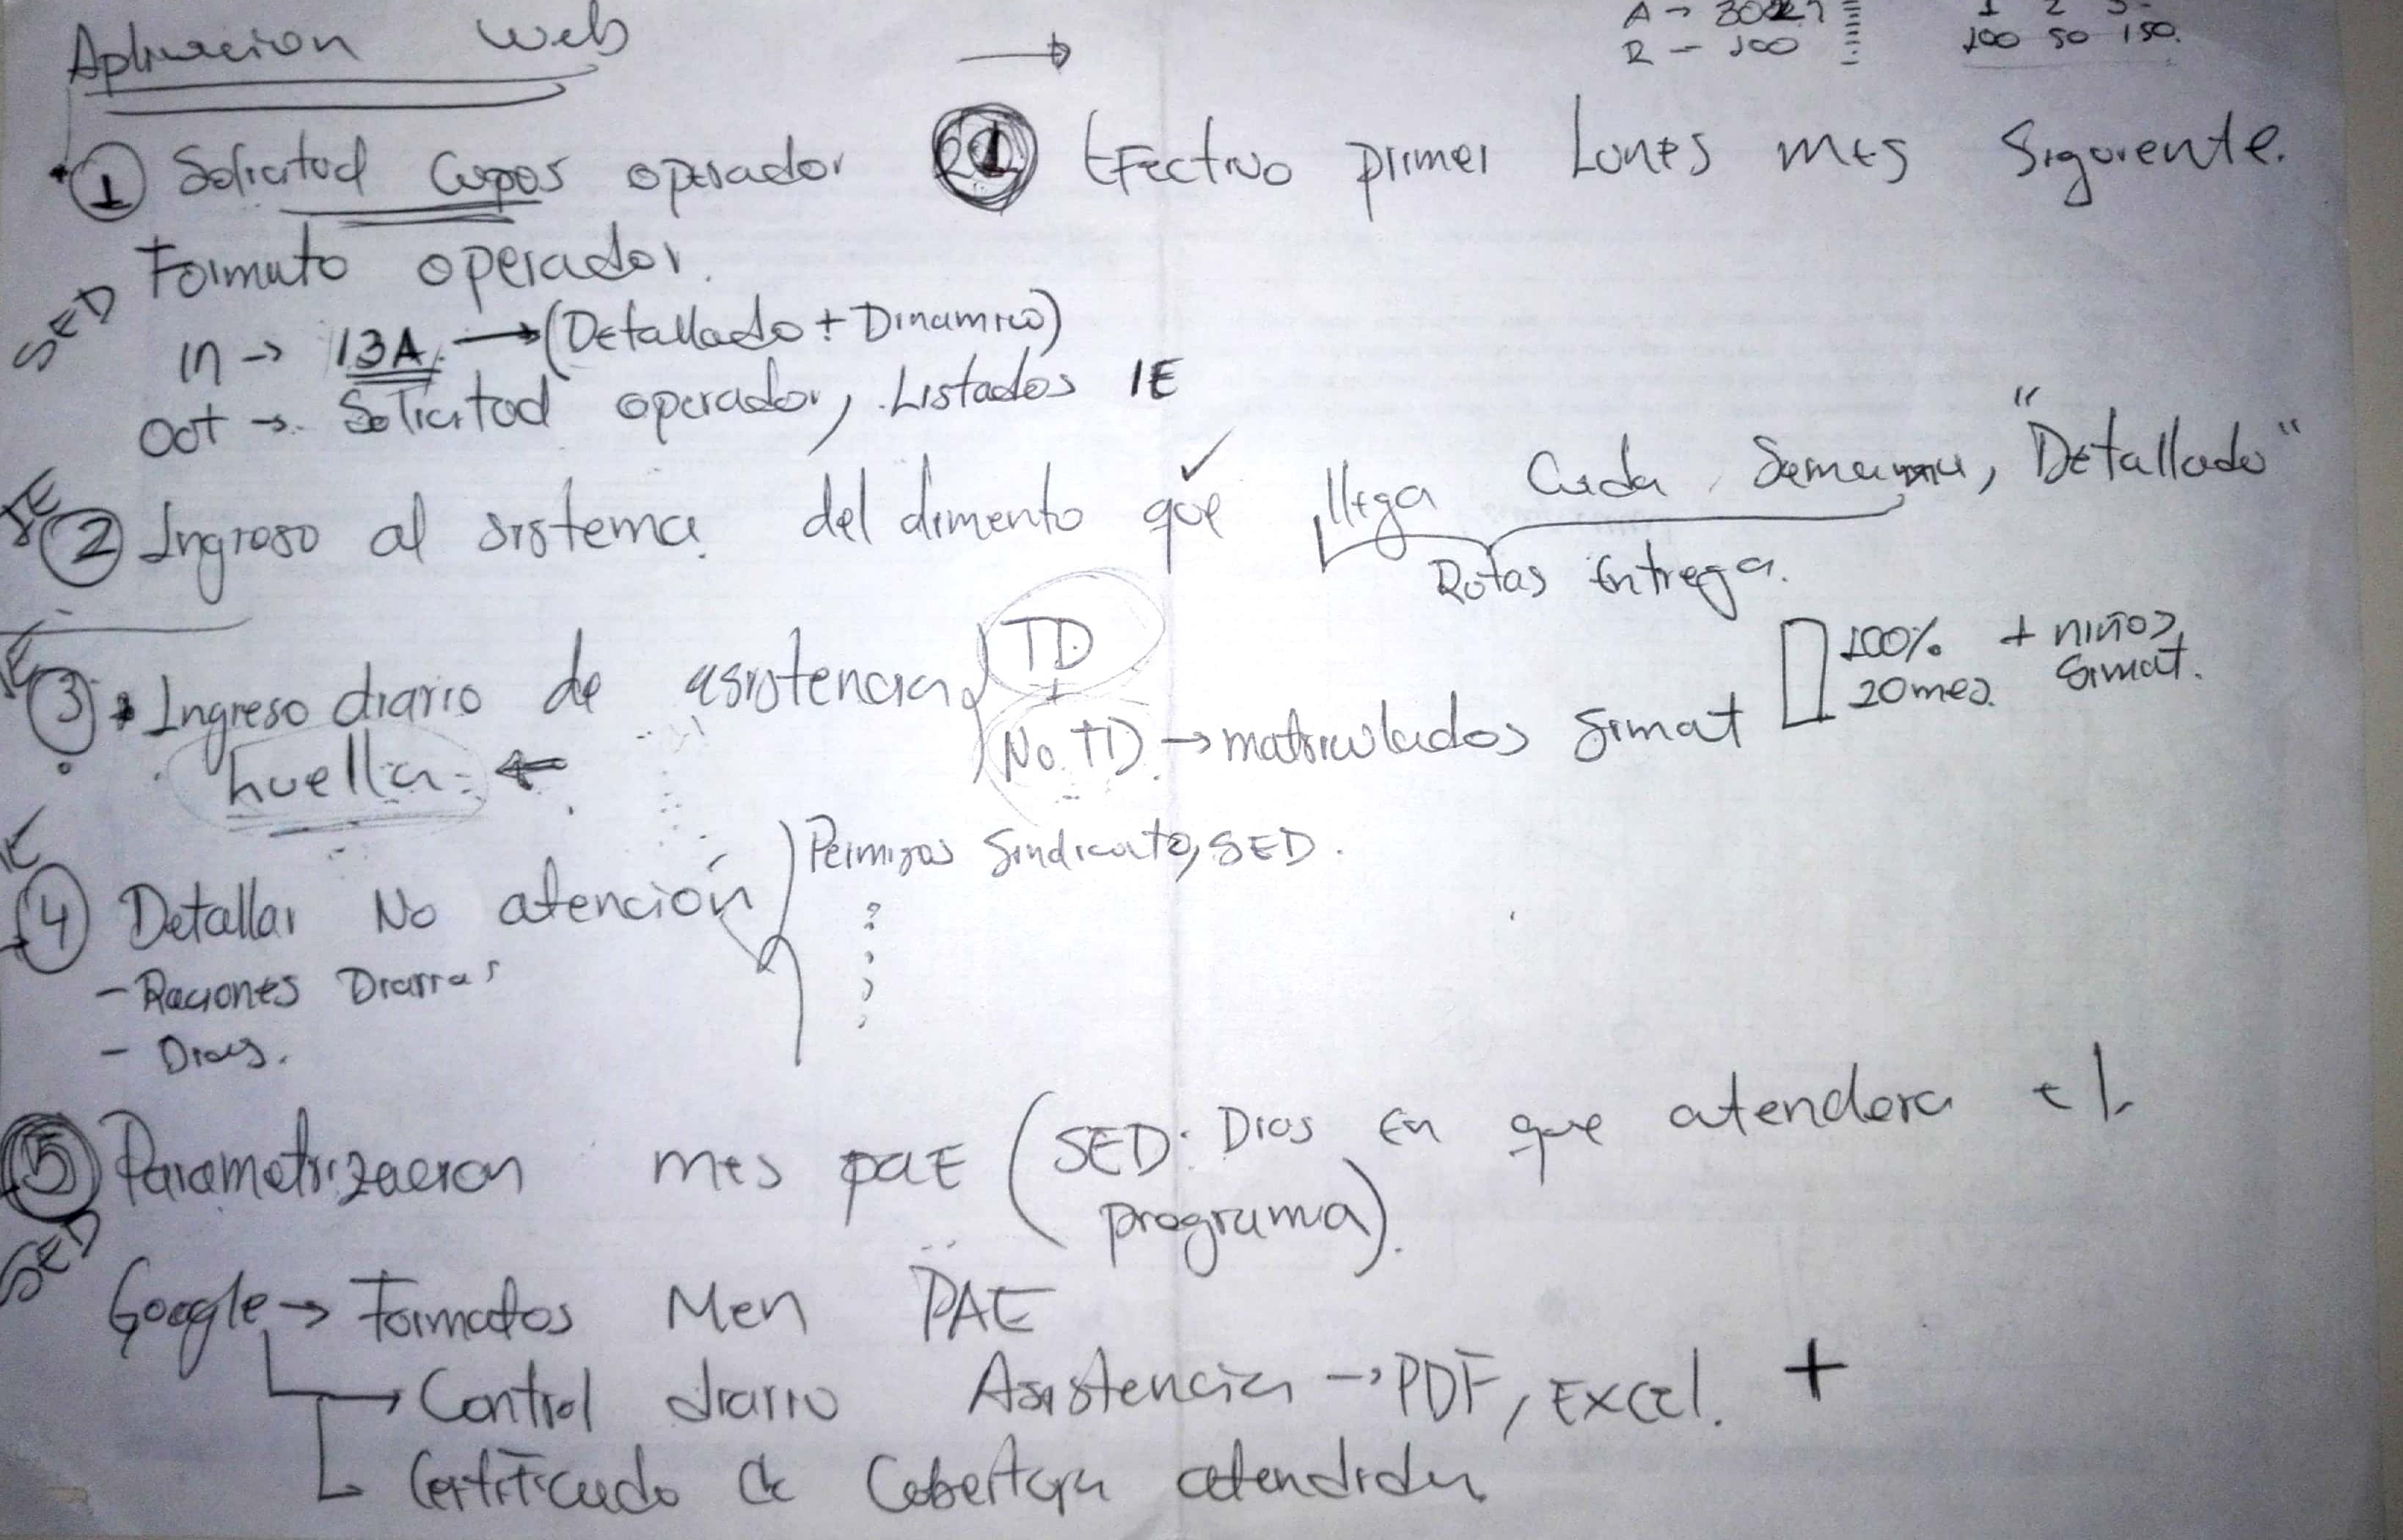 Aplicacion Web
→
R - 100
1 2 3
100 50 150.
① Solicitud Cupos operador
Efectivo primer Lunes mes siguiente.
Formato operador.
SED
In → 13A. → (Detallado + Dinamico)
Out → Solicitud operador, Listados IE
IE
② Ingreso al sistema del alimento que llega Cada Semana, "Detallado"
Rutas Entrega.
IE
③ Ingreso diario de asistencia
TD
+
No. TD → matriculados simat
100% + niños
20mes. Simat.
huella. ←
IE
④ Detallar No atención
Permisos Sindicato, SED.
- Raciones Diarias
- Dias.
⑤ Parametrizacion mes paE (SED: Dias En que atendera el
programa).
SED
Google → Formatos Men PAE
→ Control diario Asistencia → PDF, Excel. +
Certificado de Cobertura atendida